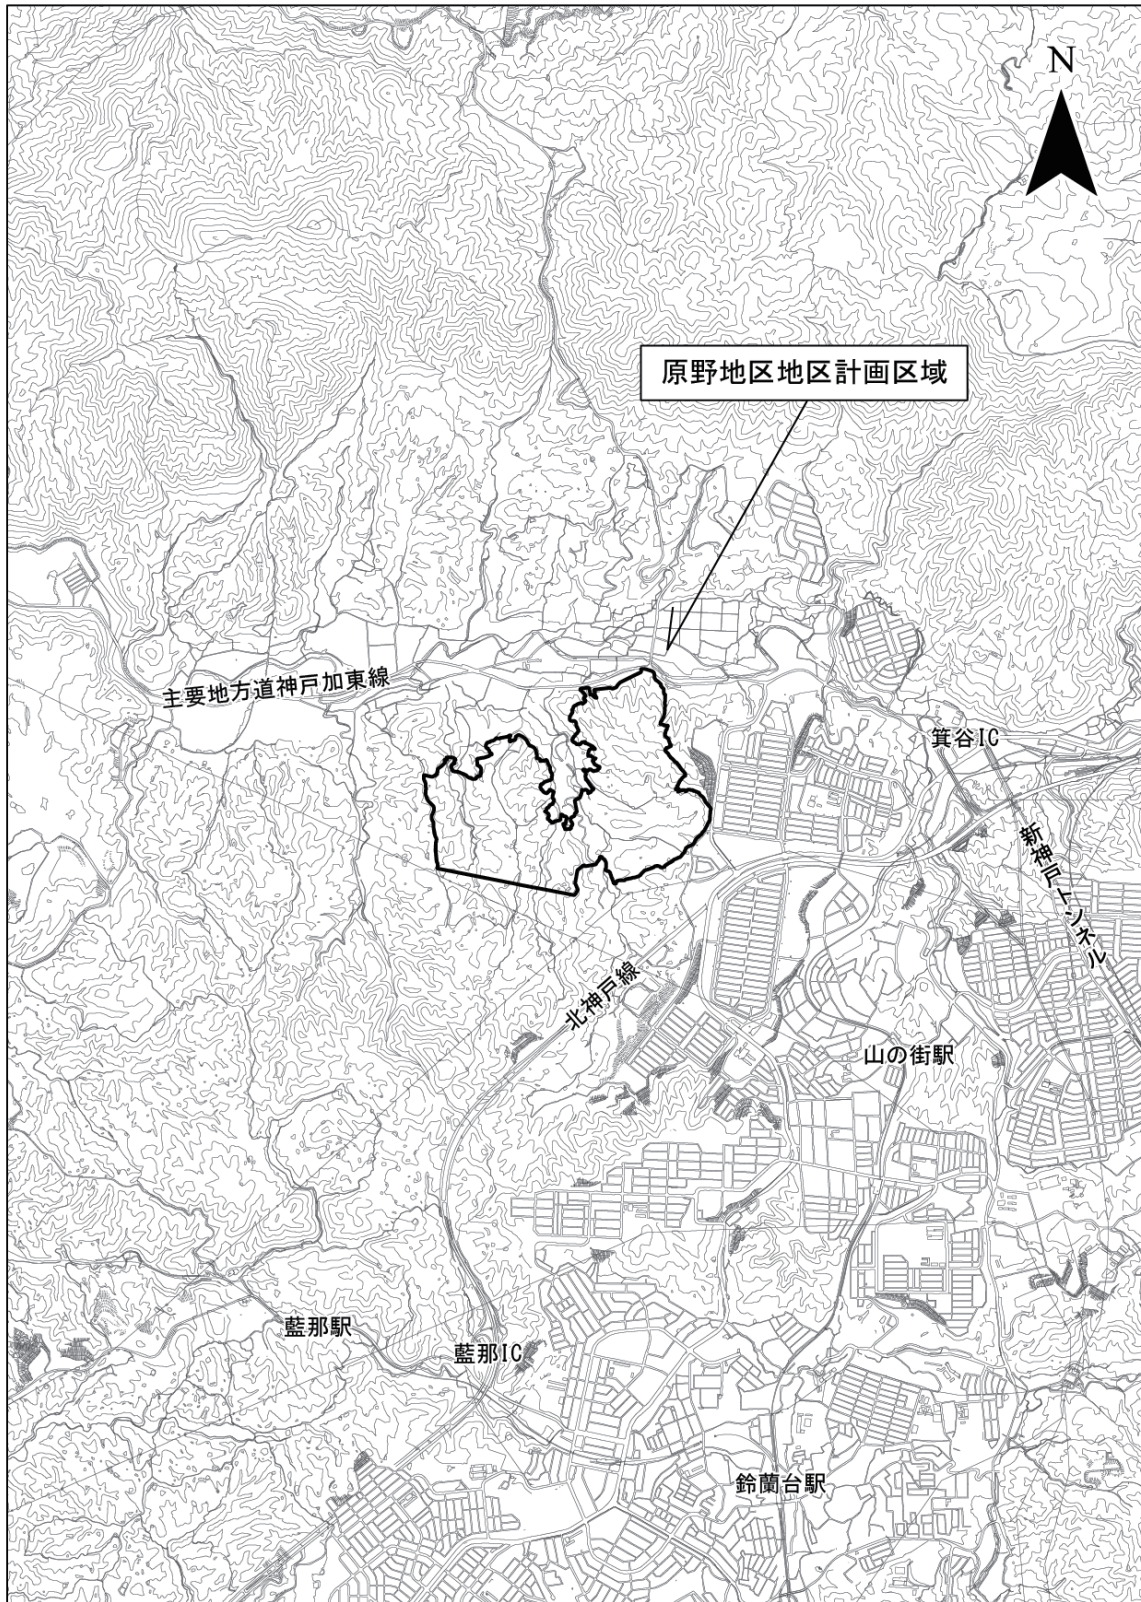 N
原野地区地区計画区域
主要地方道神戸加東線
箕谷IC
新神戸トンネル
北神戸線
山の街駅
藍那駅
藍那IC
鈴蘭台駅